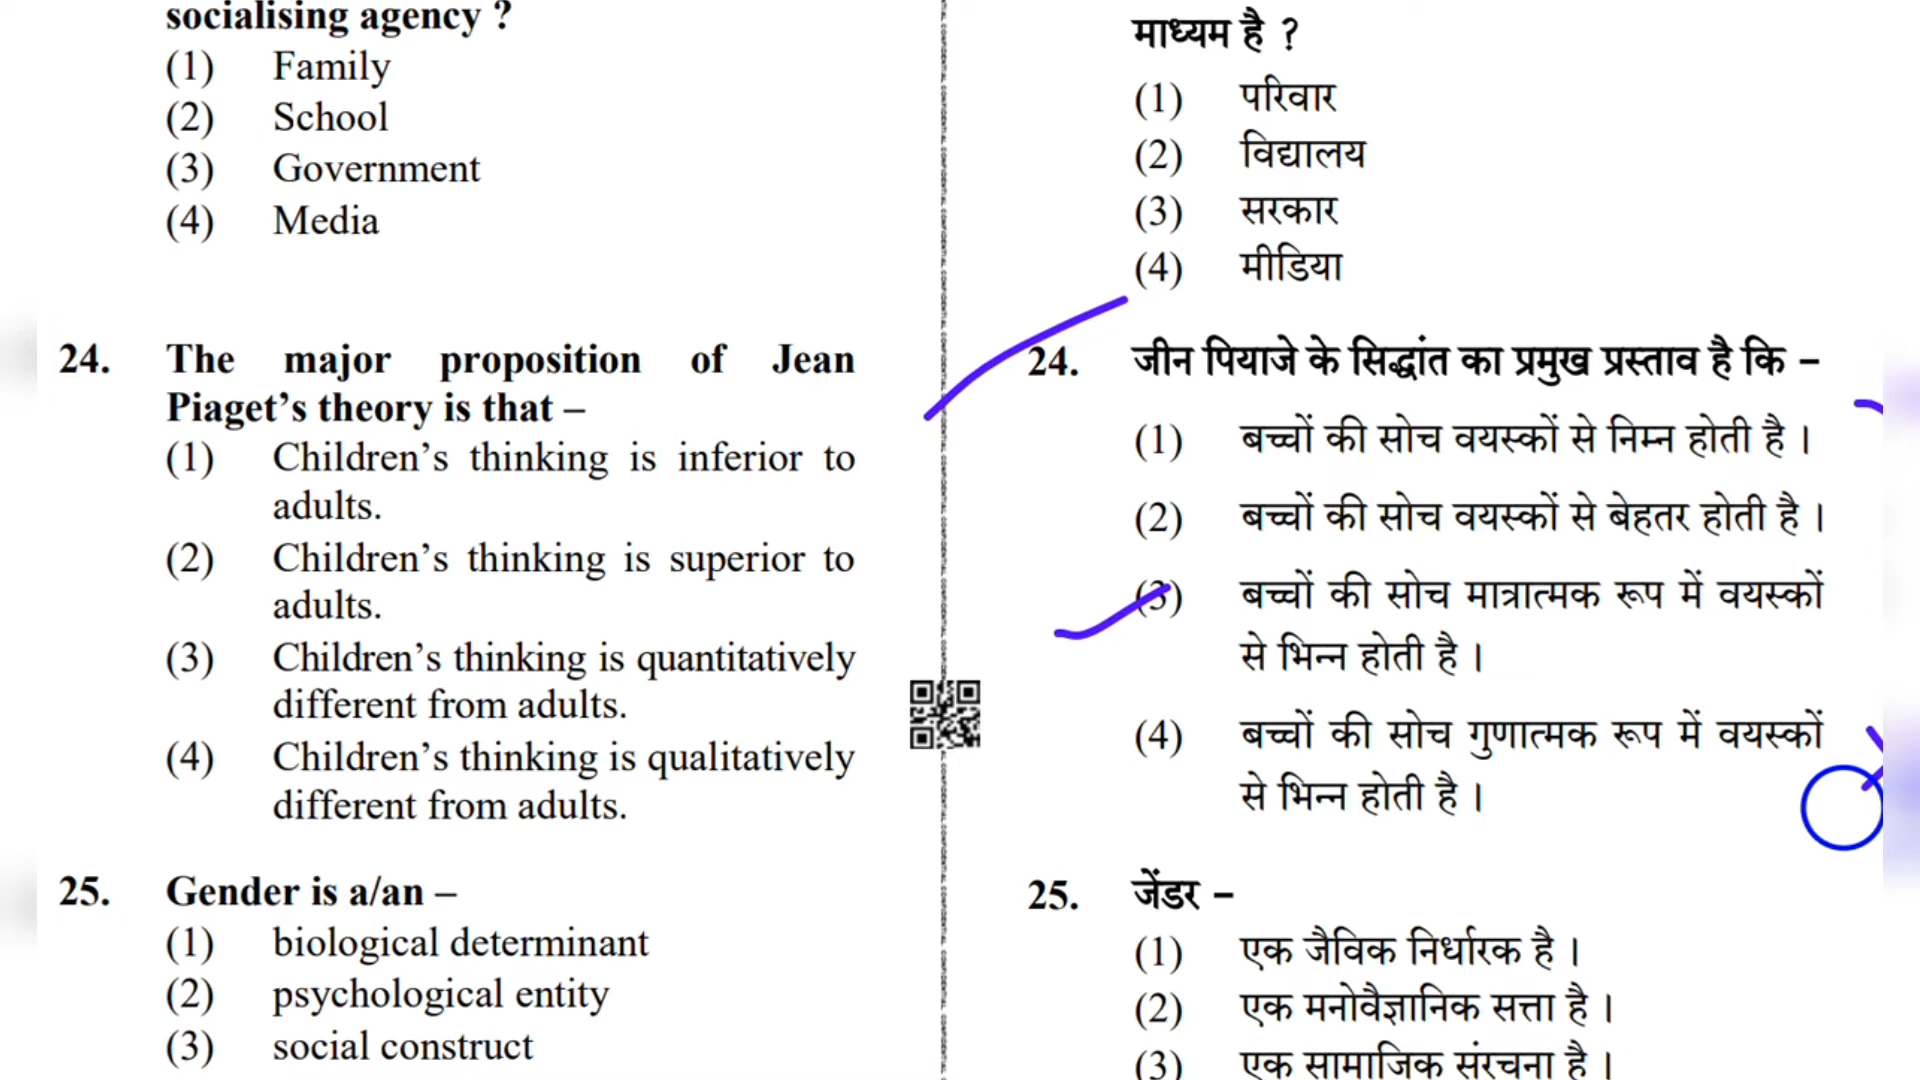 socialising agency ?
(1) Family
(2) School
(3) Government
(4) Media
24. The major proposition of Jean
Piaget’s theory is that –
(1) Children’s thinking is inferior to
adults.
(2) Children’s thinking is superior to
adults.
(3) Children’s thinking is quantitatively
different from adults.
(4) Children’s thinking is qualitatively
different from adults.
25. Gender is a/an –
(1) biological determinant
(2) psychological entity
(3) social construct
माध्यम है ?
(1) परिवार
(2) विद्यालय
(3) सरकार
(4) मीडिया
24. जीन पियाजे के सिद्धांत का प्रमुख प्रस्ताव है कि –
(1) बच्चों की सोच वयस्कों से निम्न होती है ।
(2) बच्चों की सोच वयस्कों से बेहतर होती है ।
(3) बच्चों की सोच मात्रात्मक रूप में वयस्कों
से भिन्न होती है ।
(4) बच्चों की सोच गुणात्मक रूप में वयस्कों
से भिन्न होती है ।
25. जेंडर –
(1) एक जैविक निर्धारक है ।
(2) एक मनोवैज्ञानिक सत्ता है ।
(3) एक सामाजिक संरचना है ।